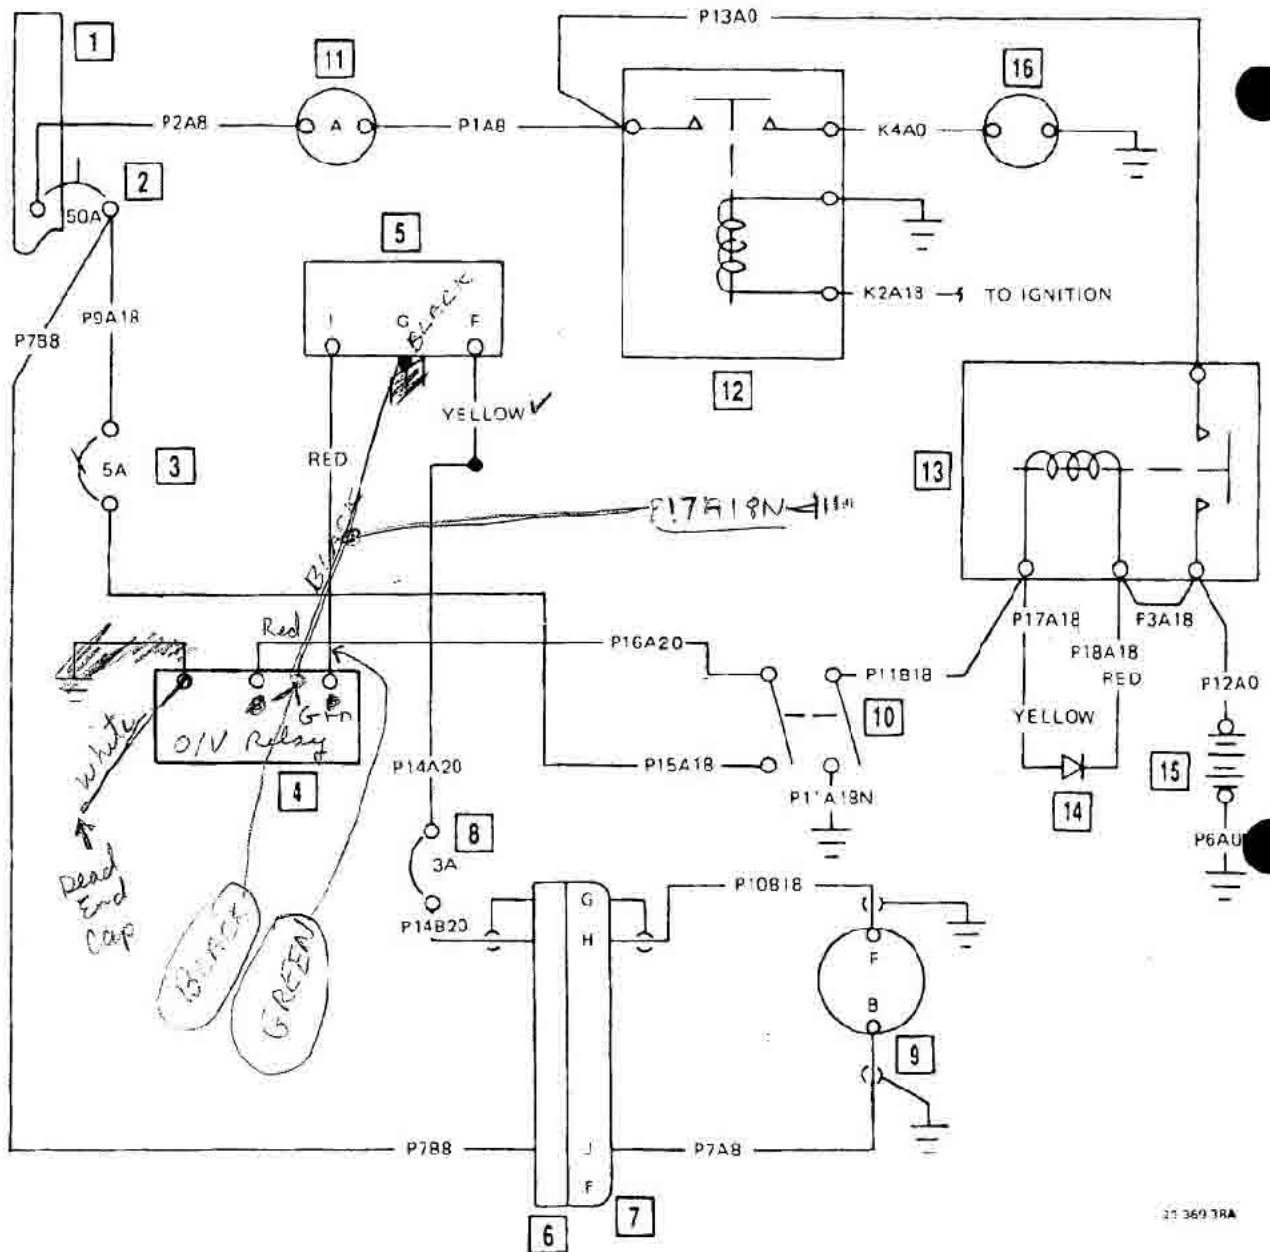 P13A0
1
11
16
P2A8
A
P1A8
K4A0
2
50A
5
I G F
BLACK
K2A18
TO IGNITION
P9A18
P7B8
12
YELLOW
RED
13
5A
3
BLACK
P17A18
F3A18
P18A18
RED
Red
P16A20
P11B18
P12A0
10
YELLOW
Grn
O/V Relay
White
4
P14A20
P15A18
P11A18N
14
15
8
3A
P6A0
Dead
End
Cap
P10B18
G
P14B20
H
BLACK
GREEN
F
B
9
P7B8
J
P7A8
F
6
7